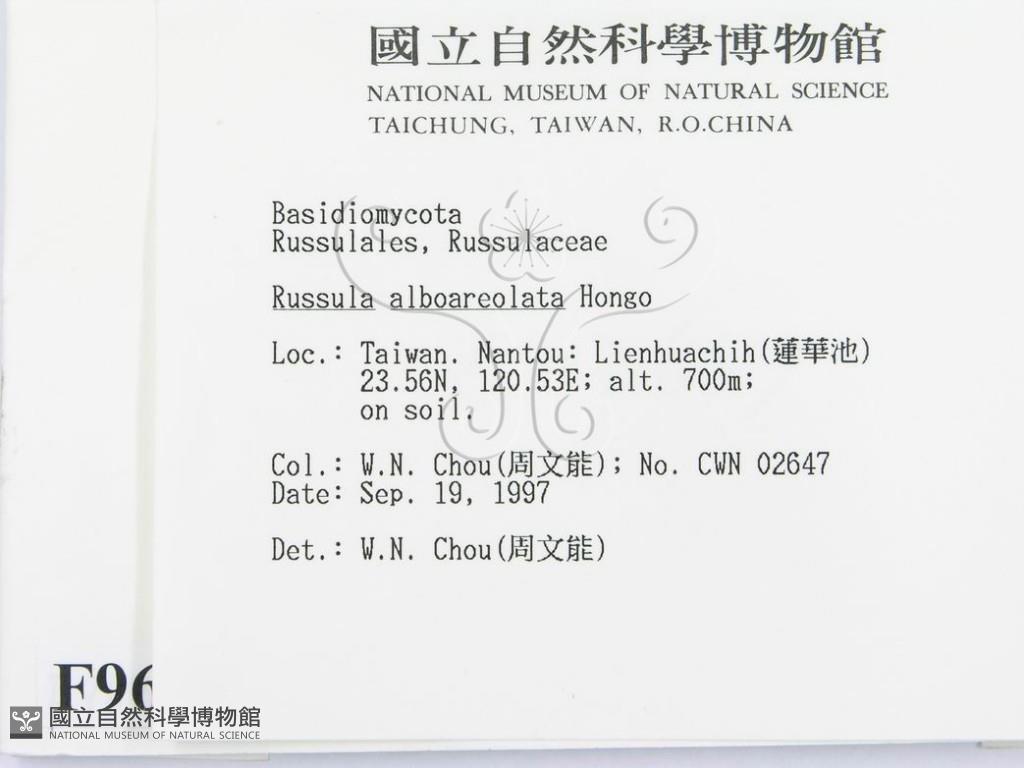 國立自然科學博物館
NATIONAL MUSEUM OF NATURAL SCIENCE
TAICHUNG, TAIWAN, R.O.CHINA
Basidiomycota
Russulales, Russulaceae
Russula alboareolata Hongo
Loc.: Taiwan. Nantou: Lienhuachih(蓮華池)
23.56N, 120.53E; alt. 700m;
on soil.
Col.: W.N. Chou(周文能); No. CWN 02647
Date: Sep. 19, 1997
Det.: W.N. Chou(周文能)
F96
國立自然科學博物館
NATIONAL MUSEUM OF NATURAL SCIENCE